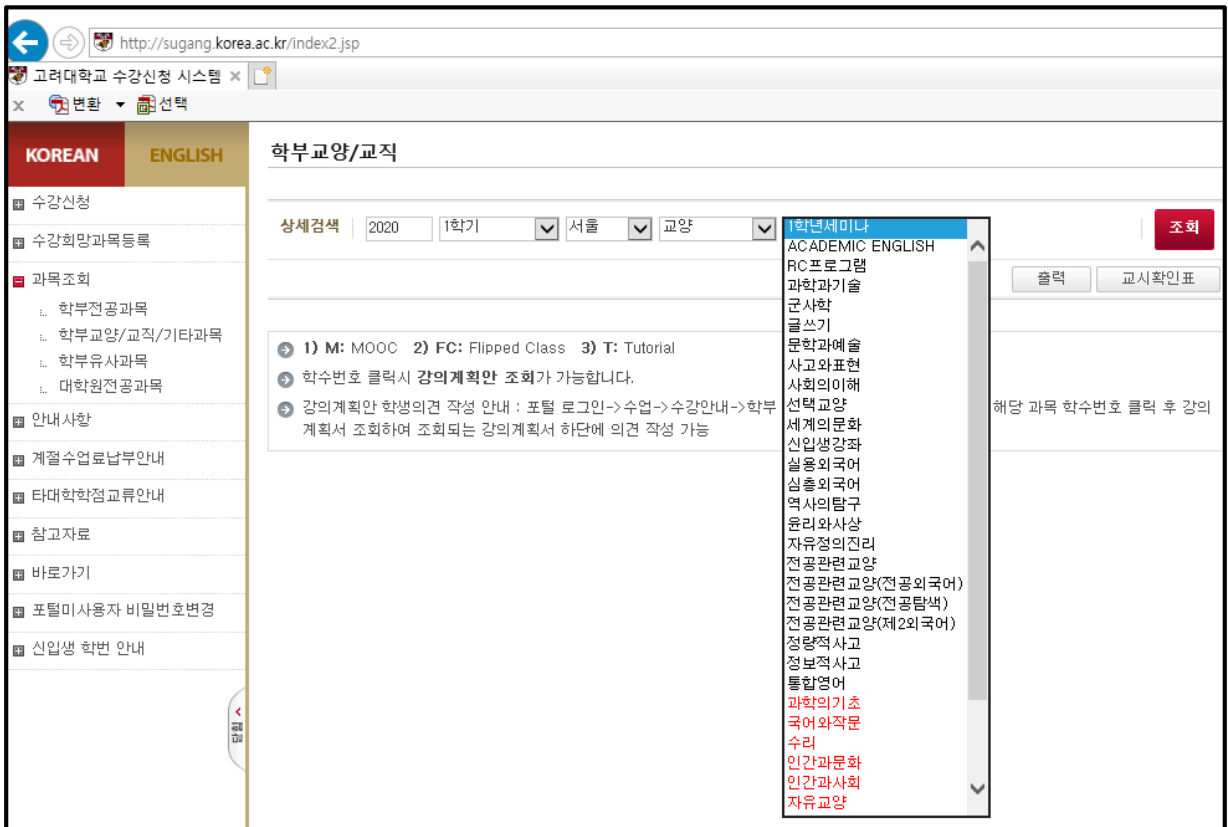 http://sugang.korea.ac.kr/index2.jsp
고려대학교 수강신청 시스템 ×
x 변환 ▼ 선택
KOREAN ENGLISH
수강신청
수강희망과목등록
과목조회
학부전공과목
학부교양/교직/기타과목
학부유사과목
대학원전공과목
안내사항
계절수업료납부안내
타대학학점교류안내
참고자료
바로가기
포털미사용자 비밀번호변경
신입생 학번 안내
닫힘
학부교양/교직
상세검색 2020 1학기 서울 교양 조회
출력 교시확인표
1) M: MOOC 2) FC: Flipped Class 3) T: Tutorial
학수번호 클릭시 강의계획안 조회가 가능합니다.
강의계획안 학생의견 작성 안내 : 포털 로그인->수업->수강안내->학부 해당 과목 학수번호 클릭 후 강의
계획서 조회하여 조회되는 강의계획서 하단에 의견 작성 가능
1학년세미나
ACADEMIC ENGLISH
RC프로그램
과학과기술
군사학
글쓰기
문학과예술
사고와표현
사회의이해
선택교양
세계의문화
신입생강좌
실용외국어
심층외국어
역사의탐구
윤리와사상
자유정의진리
전공관련교양
전공관련교양(전공외국어)
전공관련교양(전공탐색)
전공관련교양(제2외국어)
정량적사고
정보적사고
통합영어
과학의기초
국어와작문
수리
인간과문화
인간과사회
자유교양